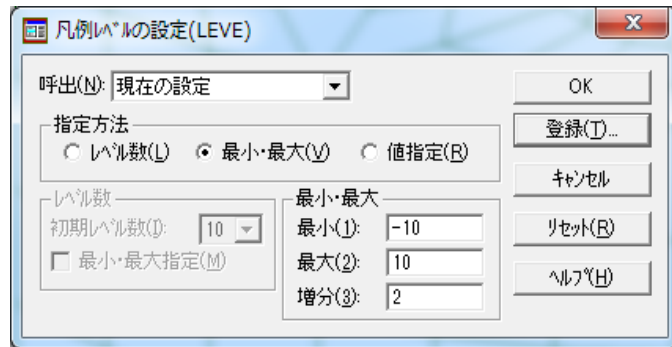 凡例ﾚﾍﾞﾙの設定(LEVE)
呼出(N): 現在の設定
OK
指定方法
ﾚﾍﾞﾙ数(L) 最小･最大(V) 値指定(R)
登録(T)...
ｷｬﾝｾﾙ
ﾚﾍﾞﾙ数
初期ﾚﾍﾞﾙ数(I): 10
最小･最大指定(M)
最小･最大
最小(1): -10
最大(2): 10
増分(3): 2
ﾘｾｯﾄ(R)
ﾍﾙﾌﾟ(H)